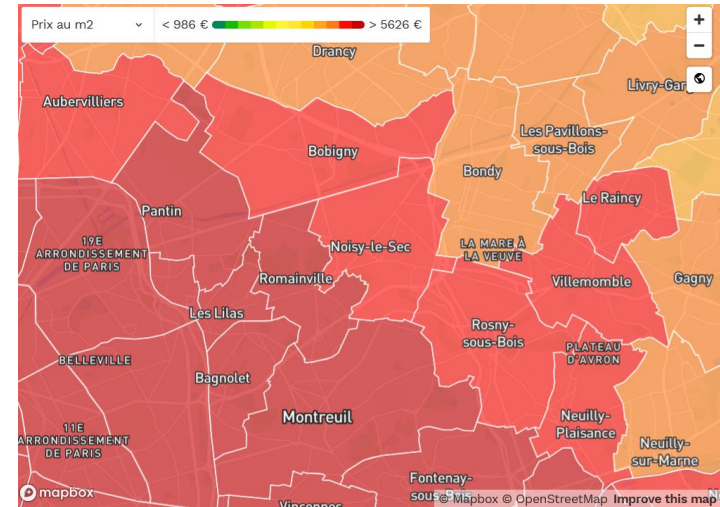 Prix au m2
< 986 €
> 5626 €
Drancy
Livry-Garg
Aubervilliers
Les Pavillons-
sous-Bois
Bobigny
Bondy
Le Raincy
Pantin
19E
ARRONDISSEMENT
DE PARIS
Noisy-le-Sec
LA MARE À
LA VEUVE
Romainville
Villemomble
Gagny
Les Lilas
Rosny-
sous-Bois
BELLEVILLE
PLATEAU
D'AVRON
Bagnolet
Montreuil
Neuilly-
Plaisance
11E
ARRONDISSEMENT
DE PARIS
Neuilly-
sur-Marne
Fontenay-
sous-Bois
mapbox
Vincennes
© Mapbox © OpenStreetMap Improve this map